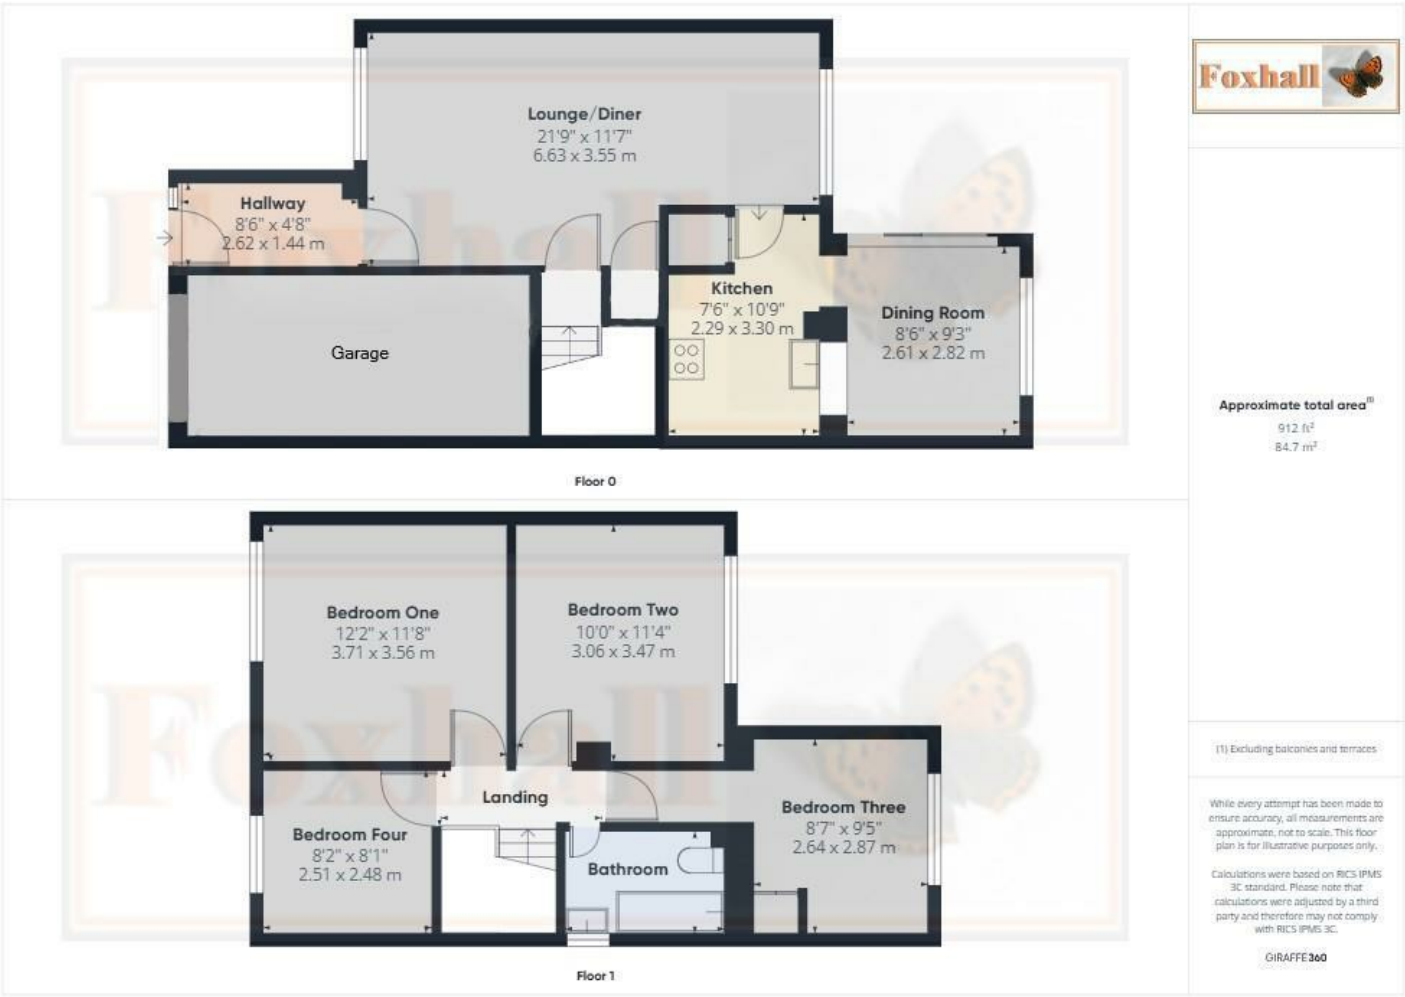 Foxhall
Lounge/Diner
21'9" x 11'7"
6.63 x 3.55 m
Hallway
8'6" x 4'8"
2.62 x 1.44 m
Kitchen
7'6" x 10'9"
2.29 x 3.30 m
Dining Room
8'6" x 9'3"
2.61 x 2.82 m
Garage
Floor 0
Foxhall
Approximate total area(1)
912 ft²
84.7 m²
Foxhall
Bedroom One
12'2" x 11'8"
3.71 x 3.56 m
Bedroom Two
10'0" x 11'4"
3.06 x 3.47 m
Landing
Bedroom Three
8'7" x 9'5"
2.64 x 2.87 m
Bedroom Four
8'2" x 8'1"
2.51 x 2.48 m
Bathroom
Floor 1
(1) Excluding balconies and terraces
While every attempt has been made to
ensure accuracy, all measurements are
approximate, not to scale. This floor
plan is for illustrative purposes only.
Calculations were based on RICS IPMS
3C standard. Please note that
calculations were adjusted by a third
party and therefore may not comply
with RICS IPMS 3C.
GIRAFFE360